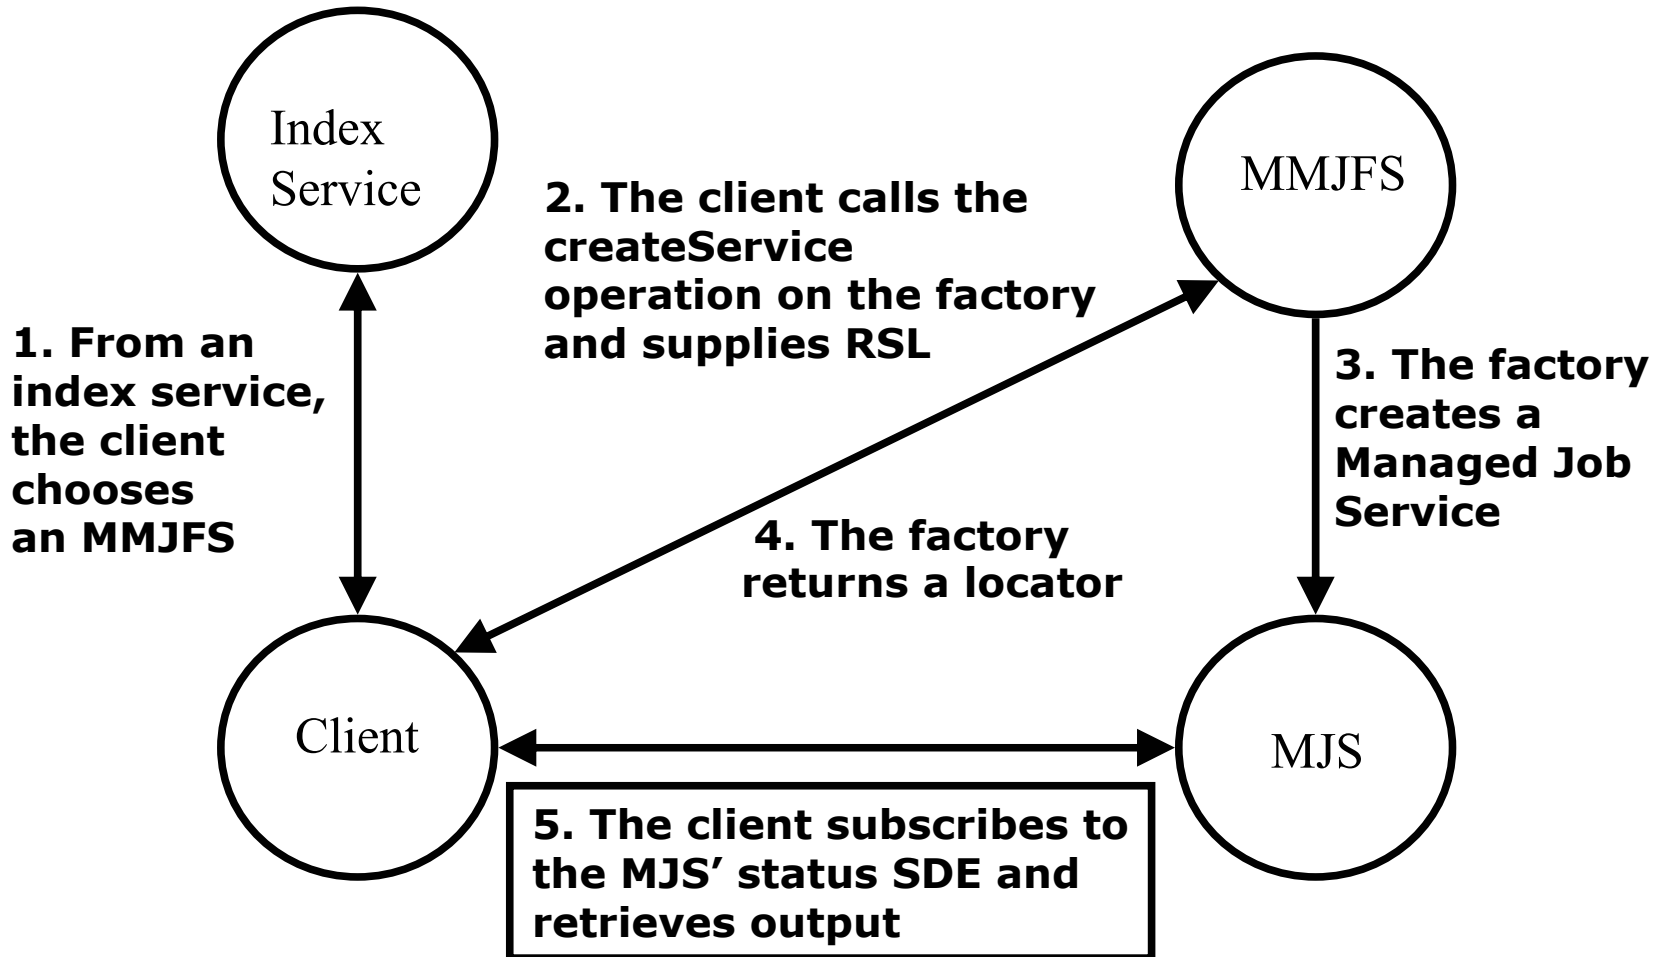 Index
Service
MMJFS
2. The client calls the
createService
operation on the factory
and supplies RSL
1. From an
index service,
the client
chooses
an MMJFS
3. The factory
creates a
Managed Job
Service
4. The factory
returns a locator
Client
MJS
5. The client subscribes to
the MJS’ status SDE and
retrieves output